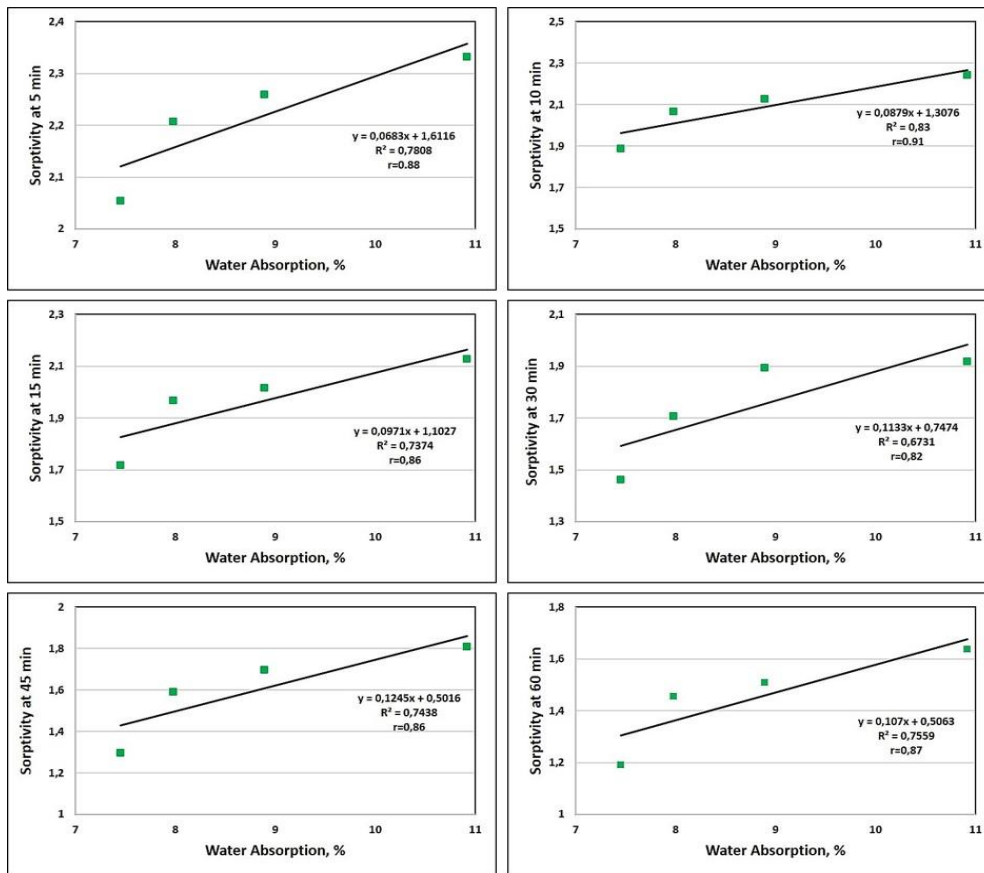 Sorptivity at 5 min
2,4
2,3
2,2
2,1
2
y = 0,0683x + 1,6116
R² = 0,7808
r=0.88
7 8 9 10 11
Water Absorption, %
Sorptivity at 10 min
2,5
2,3
2,1
1,9
1,7
1,5
y = 0,0879x + 1,3076
R² = 0,83
r=0.91
7 8 9 10 11
Water Absorption, %
Sorptivity at 15 min
2,3
2,1
1,9
1,7
1,5
y = 0,0971x + 1,1027
R² = 0,7374
r=0,86
7 8 9 10 11
Water Absorption, %
Sorptivity at 30 min
2,1
1,9
1,7
1,5
1,3
y = 0,1133x + 0,7474
R² = 0,6731
r=0,82
7 8 9 10 11
Water Absorption, %
Sorptivity at 45 min
2
1,8
1,6
1,4
1,2
1
y = 0,1245x + 0,5016
R² = 0,7438
r=0,86
7 8 9 10 11
Water Absorption, %
Sorptivity at 60 min
1,8
1,6
1,4
1,2
1
y = 0,107x + 0,5063
R² = 0,7559
r=0,87
7 8 9 10 11
Water Absorption, %